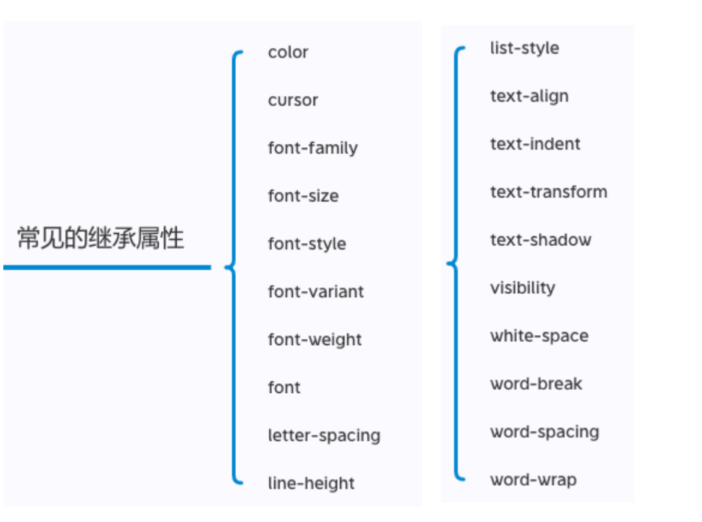 常见的继承属性
color
cursor
font-family
font-size
font-style
font-variant
font-weight
font
letter-spacing
line-height
list-style
text-align
text-indent
text-transform
text-shadow
visibility
white-space
word-break
word-spacing
word-wrap